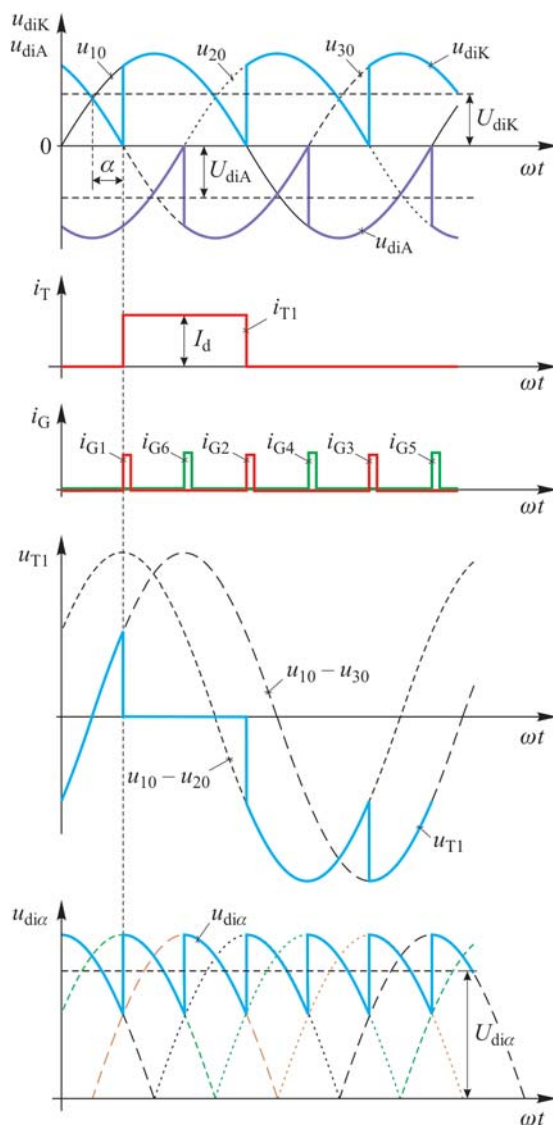 u_diK
u_diA
u_10
u_20
u_30
u_diK
U_diK
0
α
U_diA
ωt
u_diA
i_T
i_T1
I_d
ωt
i_G
i_G1
i_G6
i_G2
i_G4
i_G3
i_G5
ωt
u_T1
u_10 − u_30
ωt
u_10 − u_20
u_T1
u_diα
u_diα
U_diα
ωt